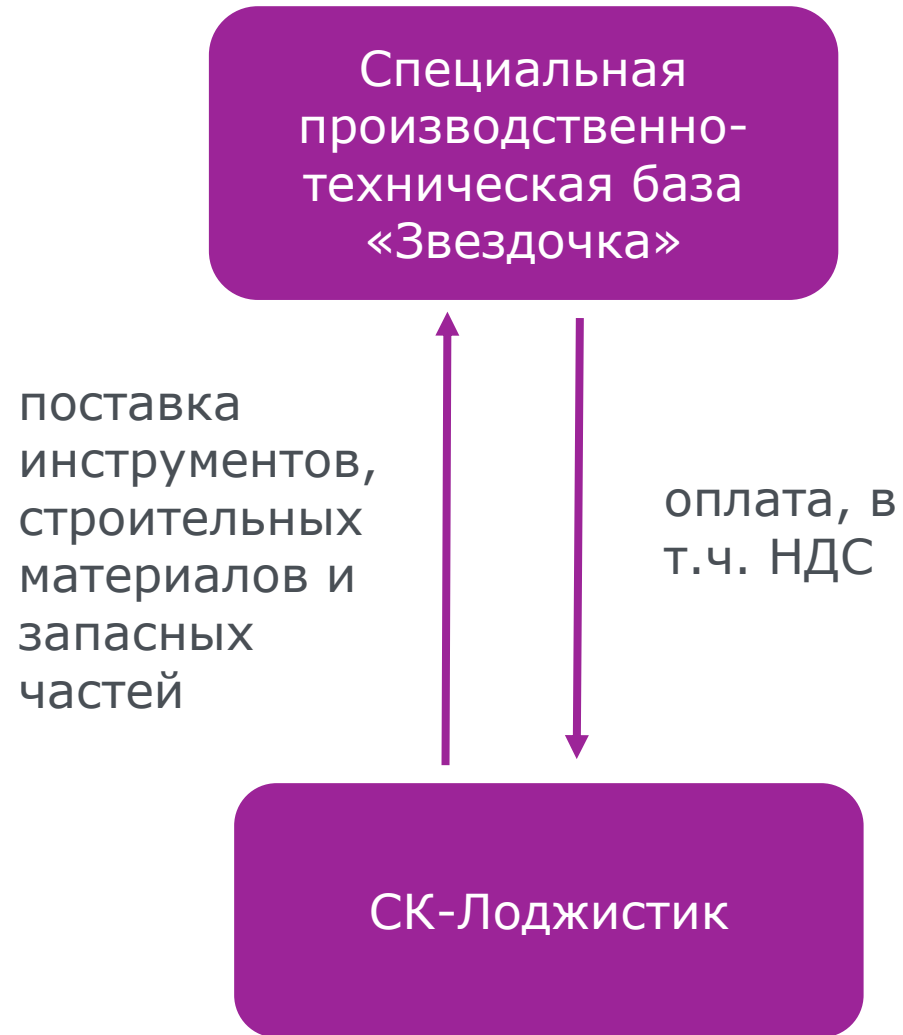 Специальная
производственно-
техническая база
«Звездочка»
поставка
инструментов,
строительных
материалов и
запасных
частей
оплата, в
т.ч. НДС
СК-Лоджистик